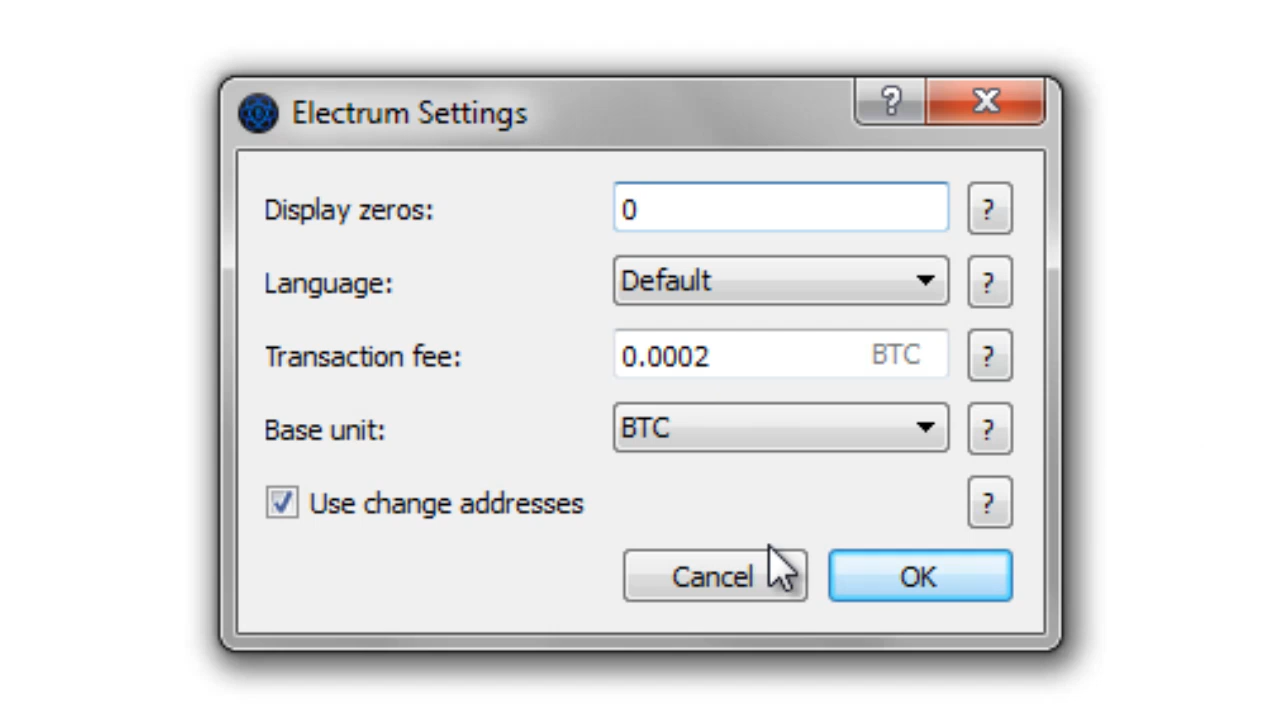 Electrum Settings ?
Display zeros: 0 ?
Language: Default ?
Transaction fee: 0.0002 BTC ?
Base unit: BTC ?
Use change addresses ?
Cancel OK